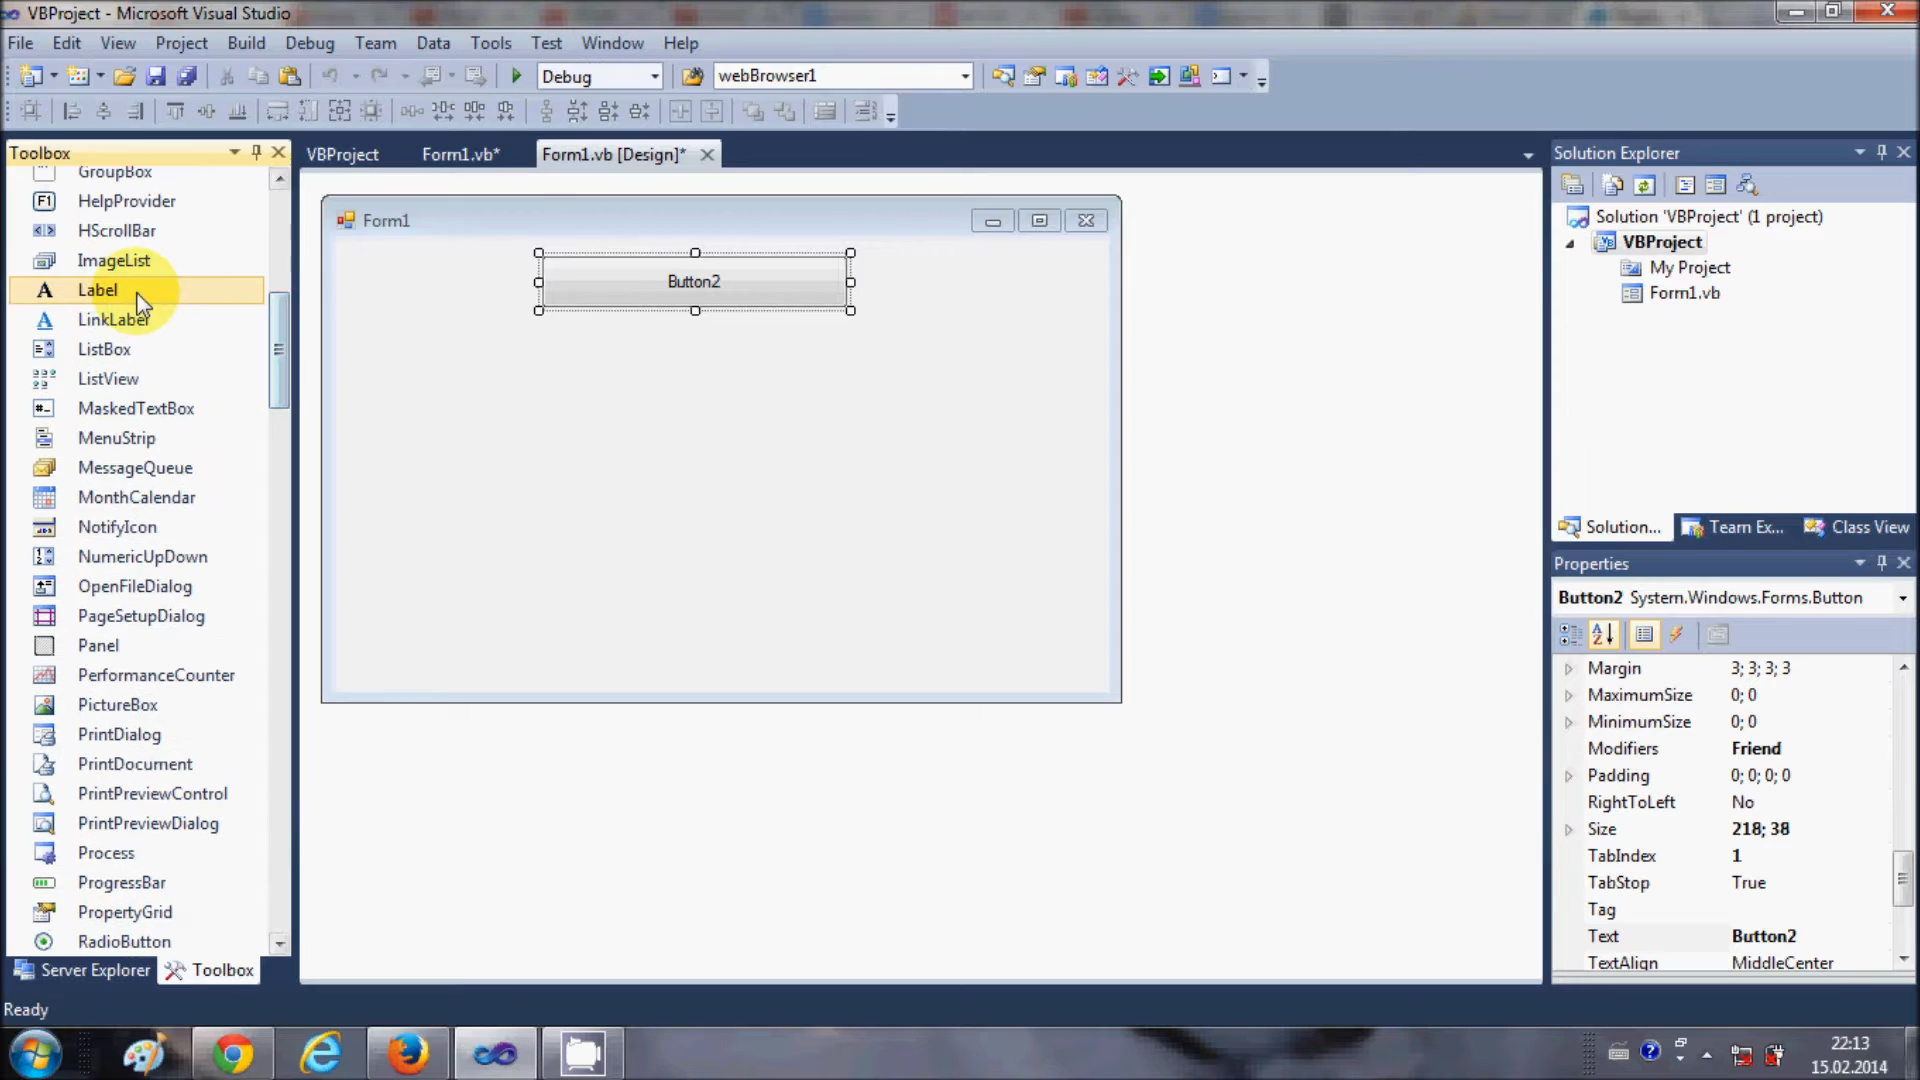 VBProject - Microsoft Visual Studio
File Edit View Project Build Debug Team Data Tools Test Window Help
Debug webBrowser1
Toolbox
VBProject Form1.vb* Form1.vb [Design]*
Solution Explorer
GroupBox
HelpProvider
HScrollBar
ImageList
Label
LinkLabel
ListBox
ListView
MaskedTextBox
MenuStrip
MessageQueue
MonthCalendar
NotifyIcon
NumericUpDown
OpenFileDialog
PageSetupDialog
Panel
PerformanceCounter
PictureBox
PrintDialog
PrintDocument
PrintPreviewControl
PrintPreviewDialog
Process
ProgressBar
PropertyGrid
RadioButton
Server Explorer Toolbox
Form1
Button2
Solution 'VBProject' (1 project)
VBProject
My Project
Form1.vb
Solution... Team Ex... Class View
Properties
Button2 System.Windows.Forms.Button
Margin 3; 3; 3; 3
MaximumSize 0; 0
MinimumSize 0; 0
Modifiers Friend
Padding 0; 0; 0; 0
RightToLeft No
Size 218; 38
TabIndex 1
TabStop True
Tag
Text Button2
TextAlign MiddleCenter
Ready
22:13
15.02.2014